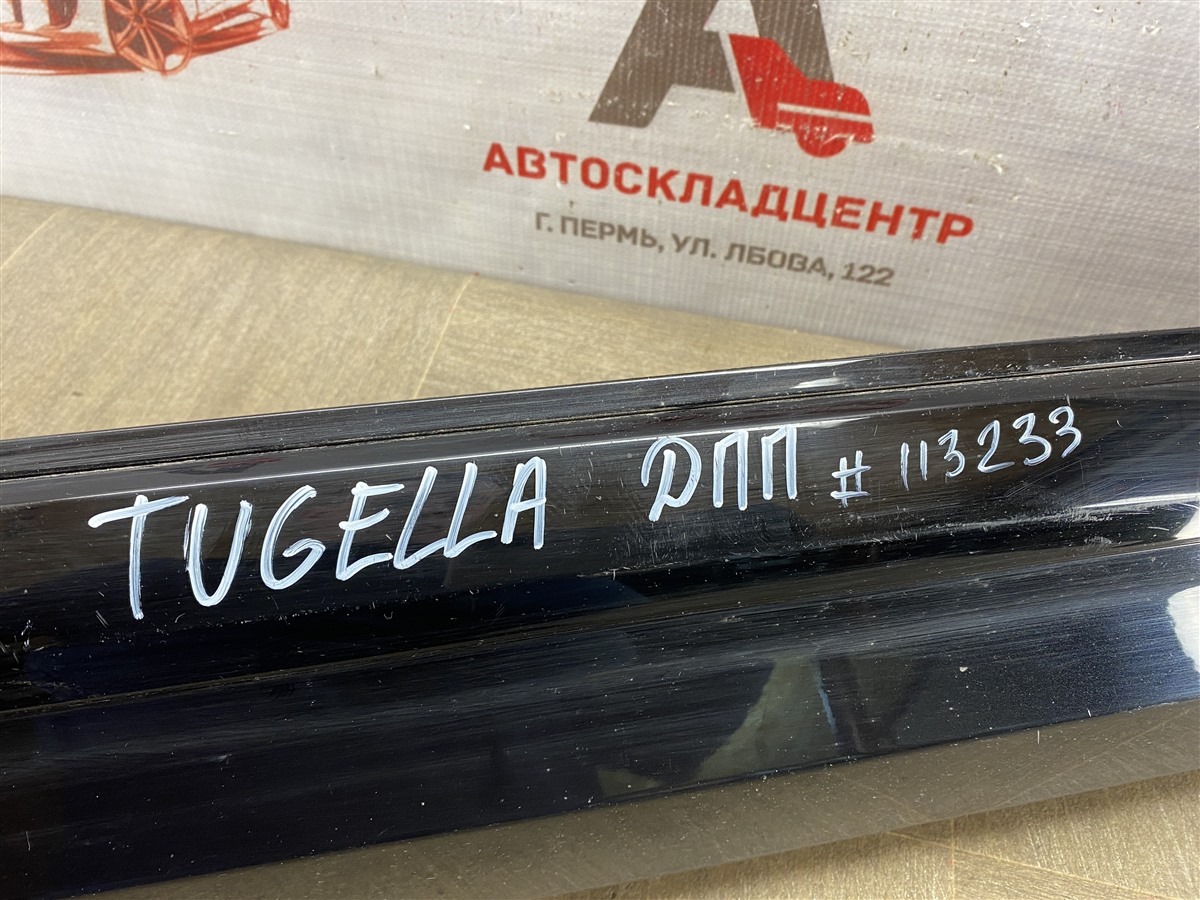 АВТОСКЛАДЦЕНТР
Г. ПЕРМЬ, УЛ. ЛБОВА, 122
TUGELLA ДПП # 113233